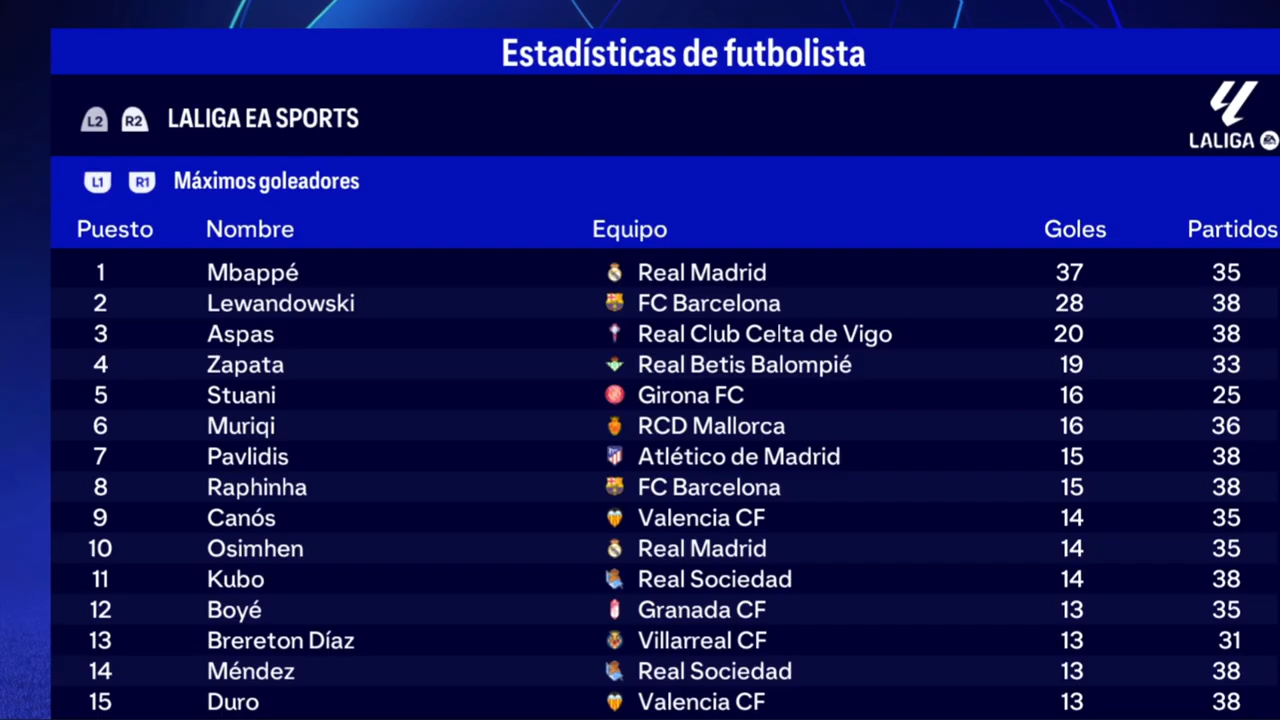 Estadísticas de futbolista
L2 R2 LALIGA EA SPORTS
LALIGA EA
L1 R1 Máximos goleadores
Puesto Nombre Equipo Goles Partidos
1 Mbappé Real Madrid 37 35
2 Lewandowski FC Barcelona 28 38
3 Aspas Real Club Celta de Vigo 20 38
4 Zapata Real Betis Balompié 19 33
5 Stuani Girona FC 16 25
6 Muriqi RCD Mallorca 16 36
7 Pavlidis Atlético de Madrid 15 38
8 Raphinha FC Barcelona 15 38
9 Canós Valencia CF 14 35
10 Osimhen Real Madrid 14 35
11 Kubo Real Sociedad 14 38
12 Boyé Granada CF 13 35
13 Brereton Díaz Villarreal CF 13 31
14 Méndez Real Sociedad 13 38
15 Duro Valencia CF 13 38